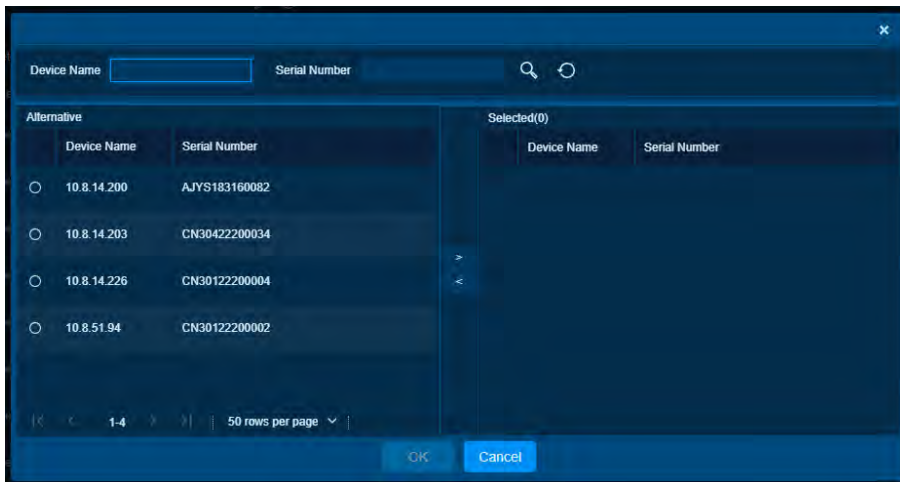 ×
Device Name Serial Number
Alternative Selected(0)
Device Name Serial Number Device Name Serial Number
10.8.14.200 AJYS183160082
10.8.14.203 CN30422200034
>
10.8.14.226 CN30122200004 <
10.8.51.94 CN30122200002
|< < 1-4 > >| 50 rows per page
OK Cancel